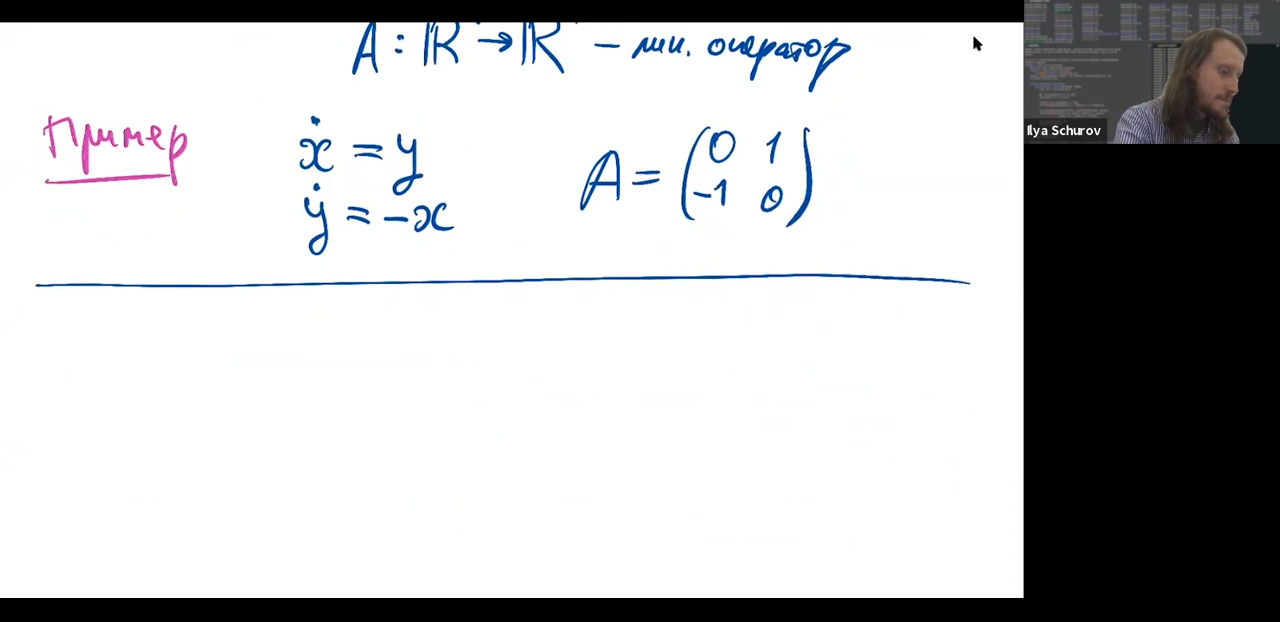 A : ℝ → ℝ – лин. оператор
Пример
ẋ = y
ẏ = -x
A = (0 1
-1 0)
Ilya Schurov